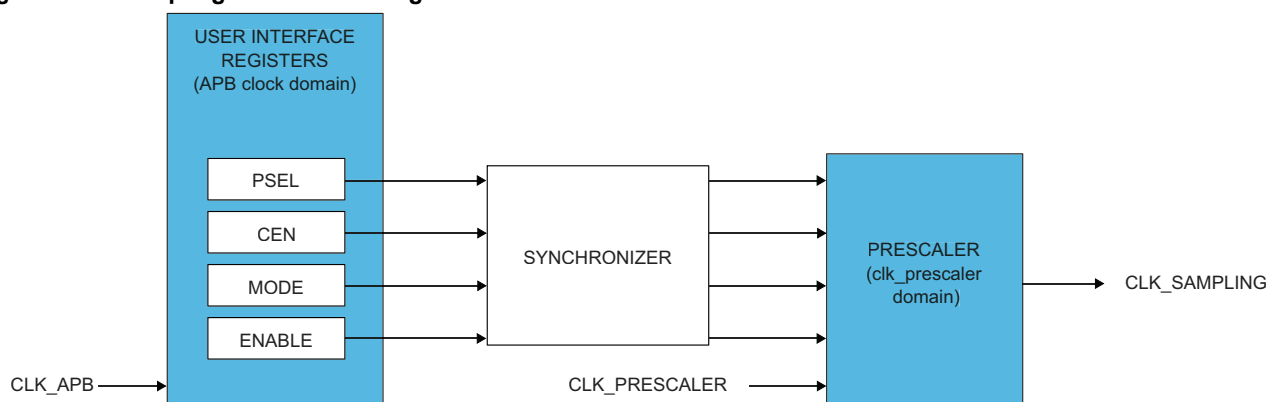 USER INTERFACE
REGISTERS
(APB clock domain)
PSEL
CEN
MODE
ENABLE
SYNCHRONIZER
PRESCALER
(clk_prescaler
domain)
CLK_SAMPLING
CLK_APB
CLK_PRESCALER